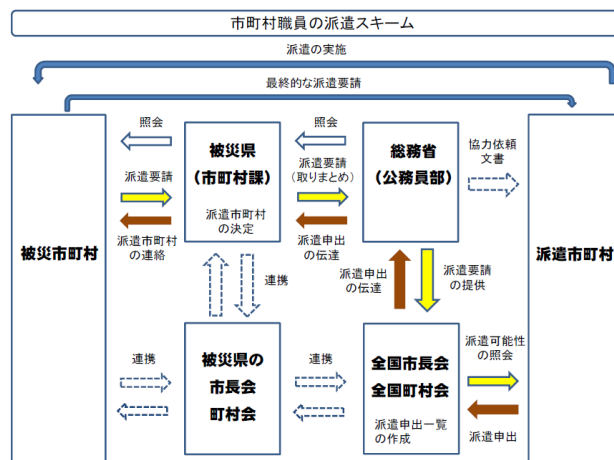 市町村職員の派遣スキーム
派遣の実施
最終的な派遣要請
照会
派遣要請
派遣市町村
の連絡
被災県
(市町村課)
派遣市町村
の決定
照会
派遣要請
(取りまとめ)
派遣申出
の伝達
総務省
(公務員部)
協力依頼
文書
被災市町村
派遣市町村
連携
派遣申出
の伝達
派遣要請
の提供
連携
被災県の
市長会
町村会
連携
全国市長会
全国町村会
派遣申出一覧
の作成
派遣可能性
の照会
派遣申出